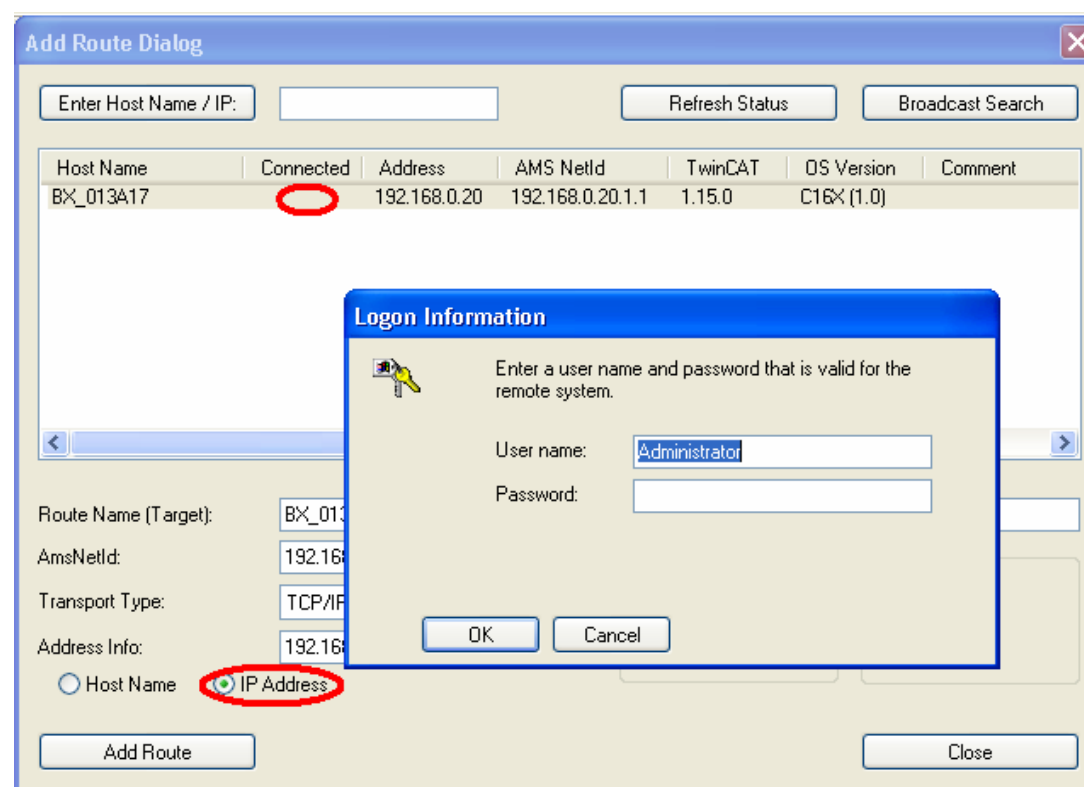 Add Route Dialog
Enter Host Name / IP: Refresh Status Broadcast Search
Host Name Connected Address AMS NetId TwinCAT OS Version Comment
BX_013A17 192.168.0.20 192.168.0.20.1.1 1.15.0 C16X (1.0)
Logon Information
Enter a user name and password that is valid for the
remote system.
User name: Administrator
Password:
OK Cancel
Route Name (Target): BX_013
AmsNetId: 192.168
Transport Type: TCP/IP
Address Info: 192.168
Host Name IP Address
Add Route Close